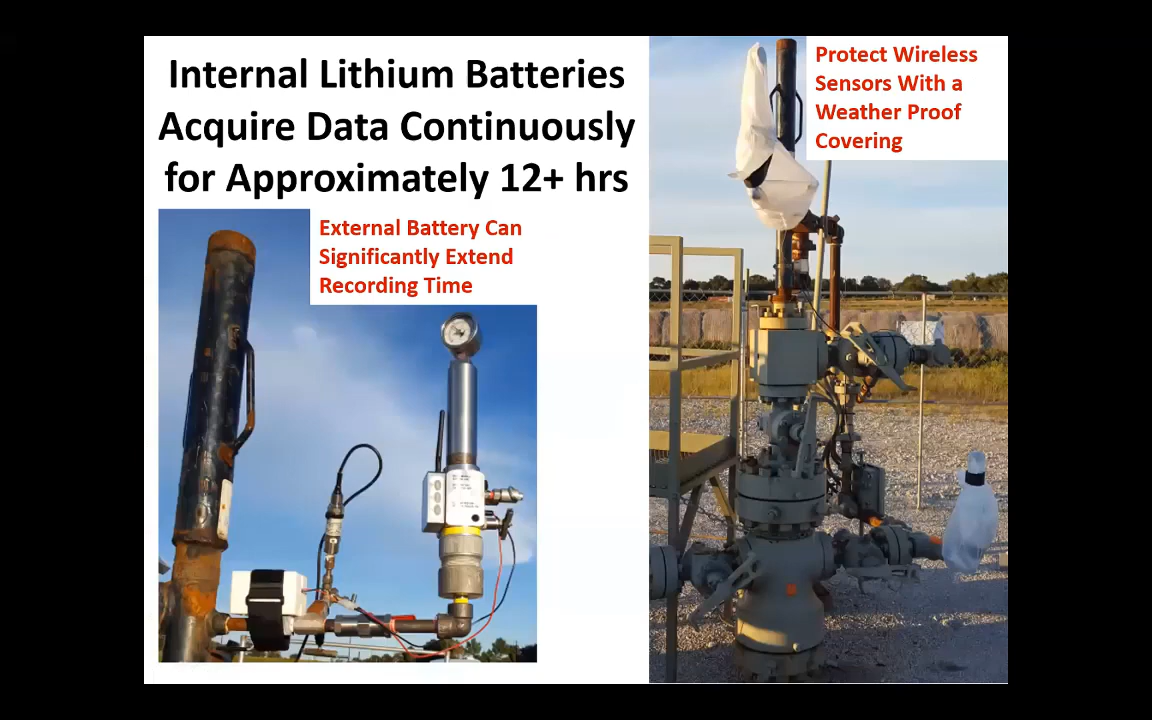 Internal Lithium Batteries
Acquire Data Continuously
for Approximately 12+ hrs
External Battery Can
Significantly Extend
Recording Time
Protect Wireless
Sensors With a
Weather Proof
Covering